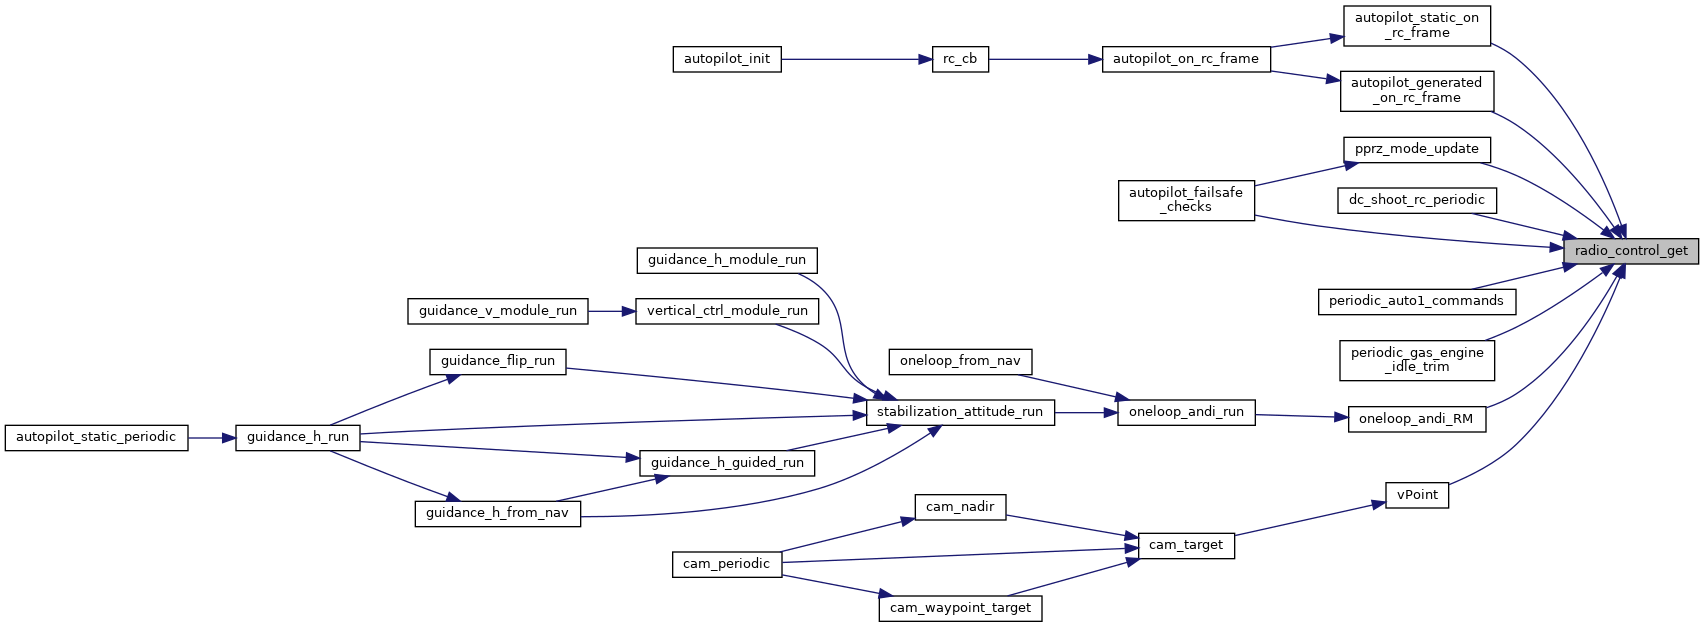 autopilot_static_on
_rc_frame
autopilot_init
rc_cb
autopilot_on_rc_frame
autopilot_generated
_on_rc_frame
pprz_mode_update
autopilot_failsafe
_checks
dc_shoot_rc_periodic
radio_control_get
guidance_h_module_run
periodic_auto1_commands
guidance_v_module_run
vertical_ctrl_module_run
guidance_flip_run
oneloop_from_nav
periodic_gas_engine
_idle_trim
stabilization_attitude_run
oneloop_andi_run
oneloop_andi_RM
autopilot_static_periodic
guidance_h_run
guidance_h_guided_run
guidance_h_from_nav
vPoint
cam_nadir
cam_target
cam_periodic
cam_waypoint_target